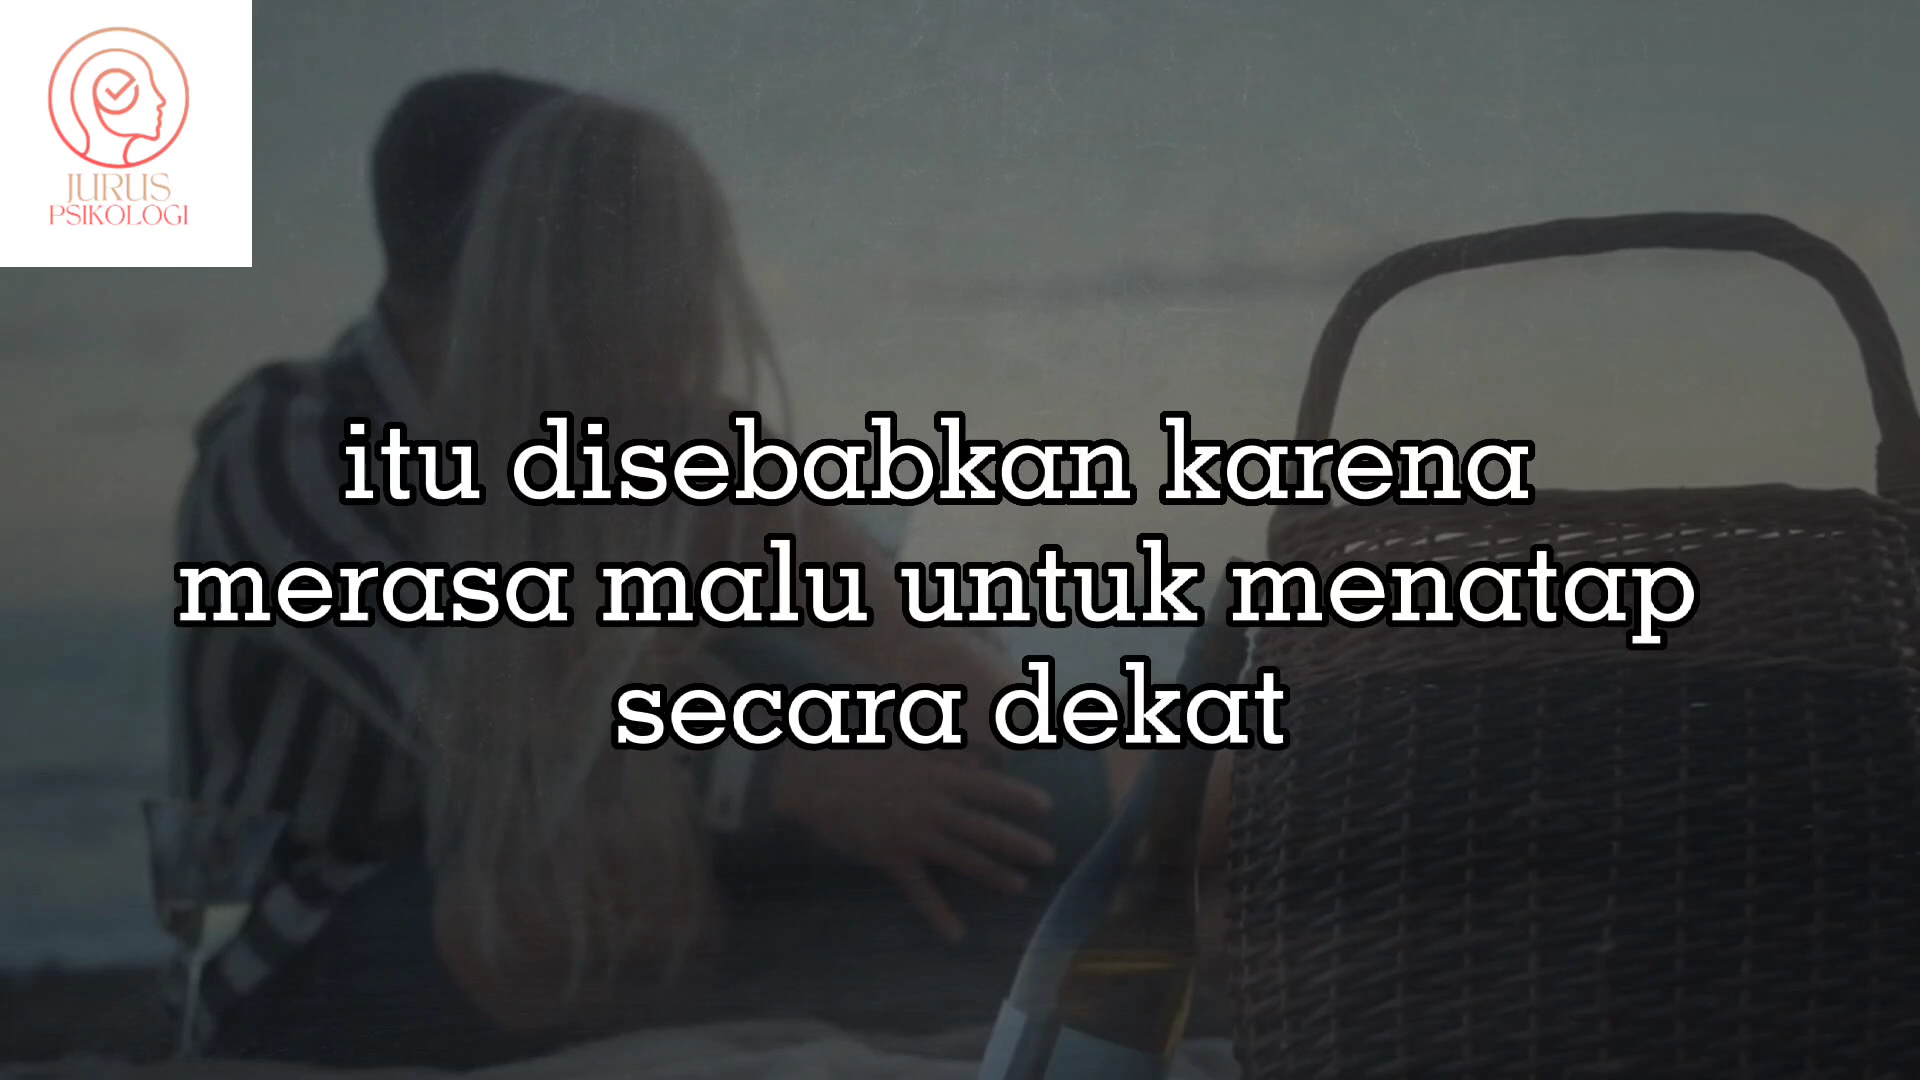 JURUS
PSIKOLOGI
itu disebabkan karena
merasa malu untuk menatap
secara dekat